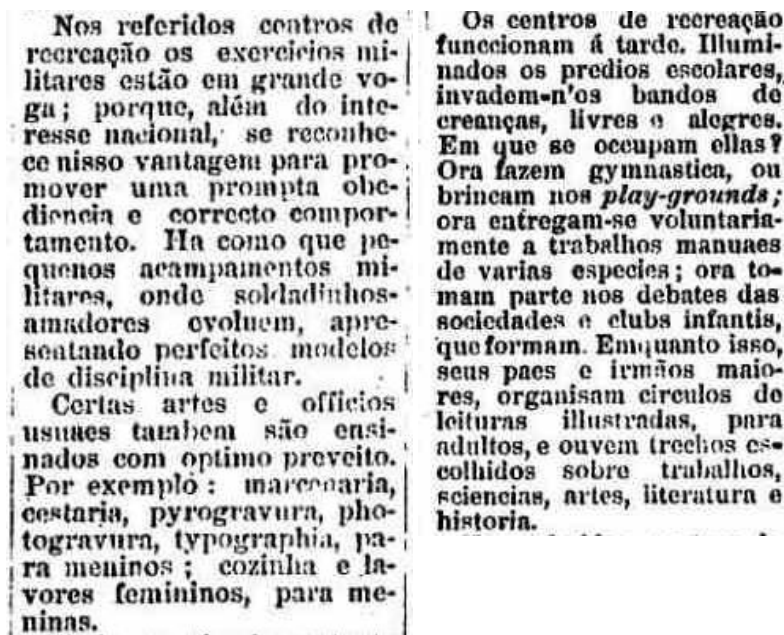 Nos referidos centros de
recreação os exercicios mi-
litares estão em grande vo-
ga; porque, além do inte-
resse nacional, se reconhe-
ce nisso vantagem para pro-
mover uma prompta obe-
diencia e correcto compor-
tamento. Ha como que pe-
quenos acampamentos mi-
litares, onde soldadinhos-
amadores evoluem, apre-
sentando perfeitos modelos
de disciplina militar.
Certas artes e officios
usuaes tambem são ensi-
nados com optimo proveito.
Por exemplo: marcenaria,
cestaria, pyrogravura, pho-
togravura, typographia, pa-
ra meninos; cozinha e la-
vores femininos, para me-
ninas.
Os centros de recreação
funccionam á tarde. Illumi-
nados os predios escolares,
invadem-n'os bandos de
creanças, livres e alegres.
Em que se occupam ellas?
Ora fazem gymnastica, ou
brincam nos play-grounds;
ora entregam-se voluntaria-
mente a trabalhos manuaes
de varias especies; ora to-
mam parte nos debates das
sociedades e clubs infantis,
que formam. Emquanto isso,
seus paes e irmãos maio-
res, organisam circulos de
leituras illustradas, para
adultos, e ouvem trechos es-
colhidos sobre trabalhos,
sciencias, artes, literatura e
historia.